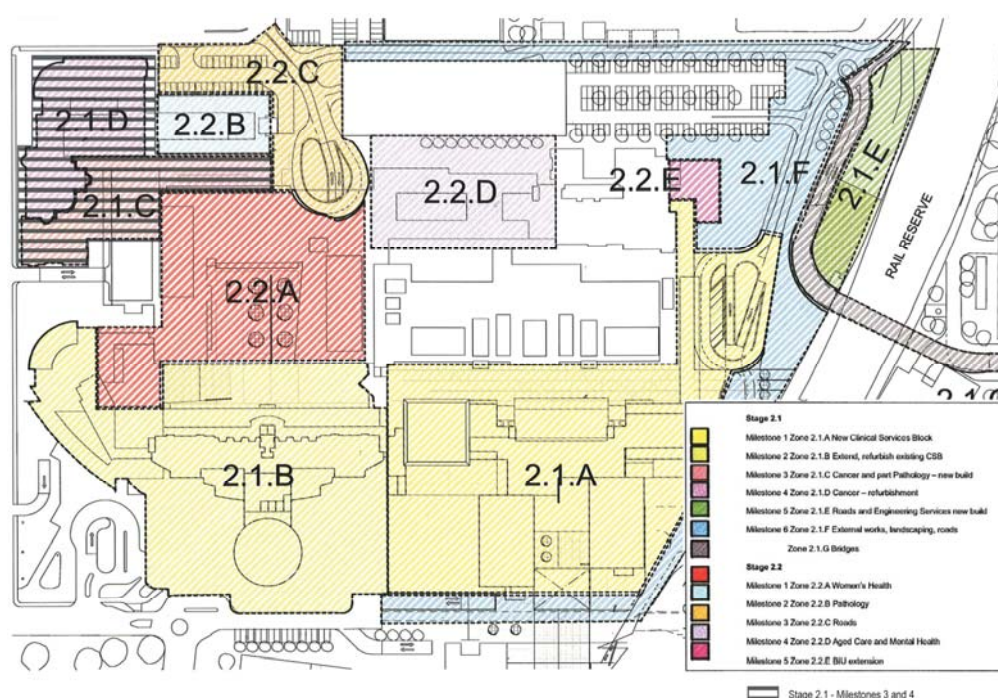 2.2.C
2.1.D
2.2.B
2.1.C
2.2.D
2.2.E
2.1.F
2.1.E
RAIL RESERVE
2.2.A
2.1.B
2.1.A
Stage 2.1
Milestone 1 Zone 2.1.A New Clinical Services Block
Milestone 2 Zone 2.1.B Extend, refurbish existing CSB
Milestone 3 Zone 2.1.C Cancer and part Pathology – new build
Milestone 4 Zone 2.1.D Cancer – refurbishment
Milestone 5 Zone 2.1.E Roads and Engineering Services new build
Milestone 6 Zone 2.1.F External works, landscaping, roads
Zone 2.1.G Bridges
Stage 2.2
Milestone 1 Zone 2.2.A Women's Health
Milestone 2 Zone 2.2.B Pathology
Milestone 3 Zone 2.2.C Roads
Milestone 4 Zone 2.2.D Aged Care and Mental Health
Milestone 5 Zone 2.2.E BIU extension
Stage 2.1 - Milestones 3 and 4